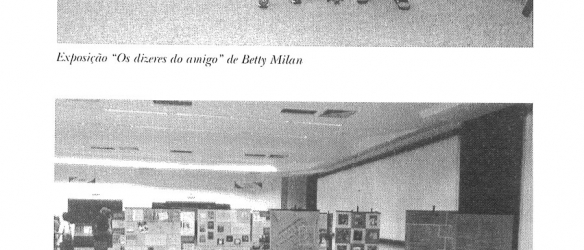 Exposição “Os dizeres do amigo” de Betty Milan